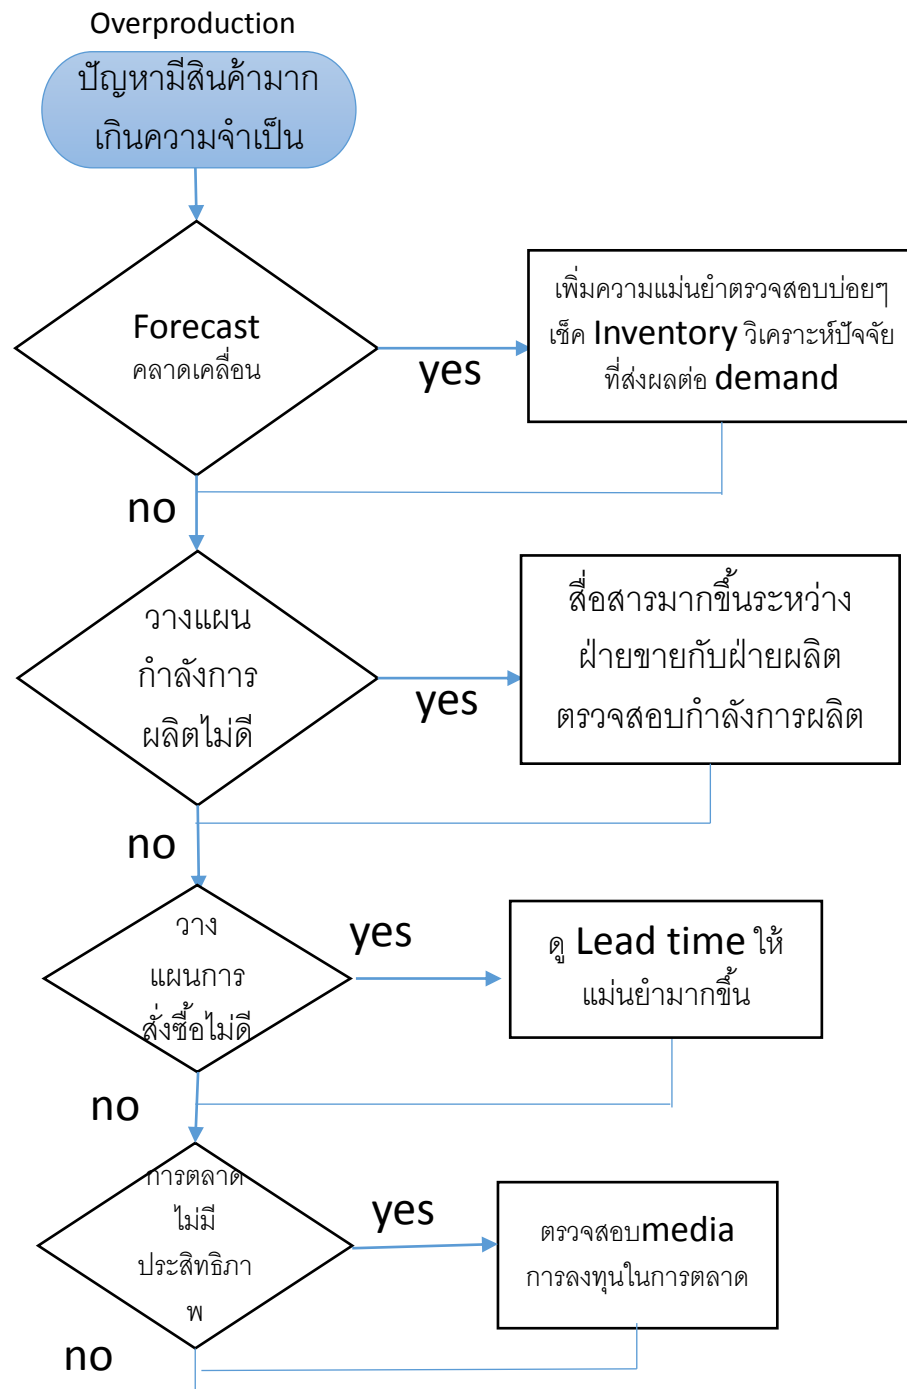 Overproduction
ปัญหามีสินค้ามาก
เกินความจำเป็น
Forecast
คลาดเคลื่อน
yes
เพิ่มความแม่นยำตรวจสอบบ่อยๆ
เช็ค Inventory วิเคราะห์ปัจจัย
ที่ส่งผลต่อ demand
no
วางแผน
กำลังการ
ผลิตไม่ดี
yes
สื่อสารมากขึ้นระหว่าง
ฝ่ายขายกับฝ่ายผลิต
ตรวจสอบกำลังการผลิต
no
วาง
แผนการ
สั่งซื้อไม่ดี
yes
ดู Lead time ให้
แม่นยำมากขึ้น
no
การตลาด
ไม่มี
ประสิทธิภา
พ
yes
ตรวจสอบmedia
การลงทุนในการตลาด
no